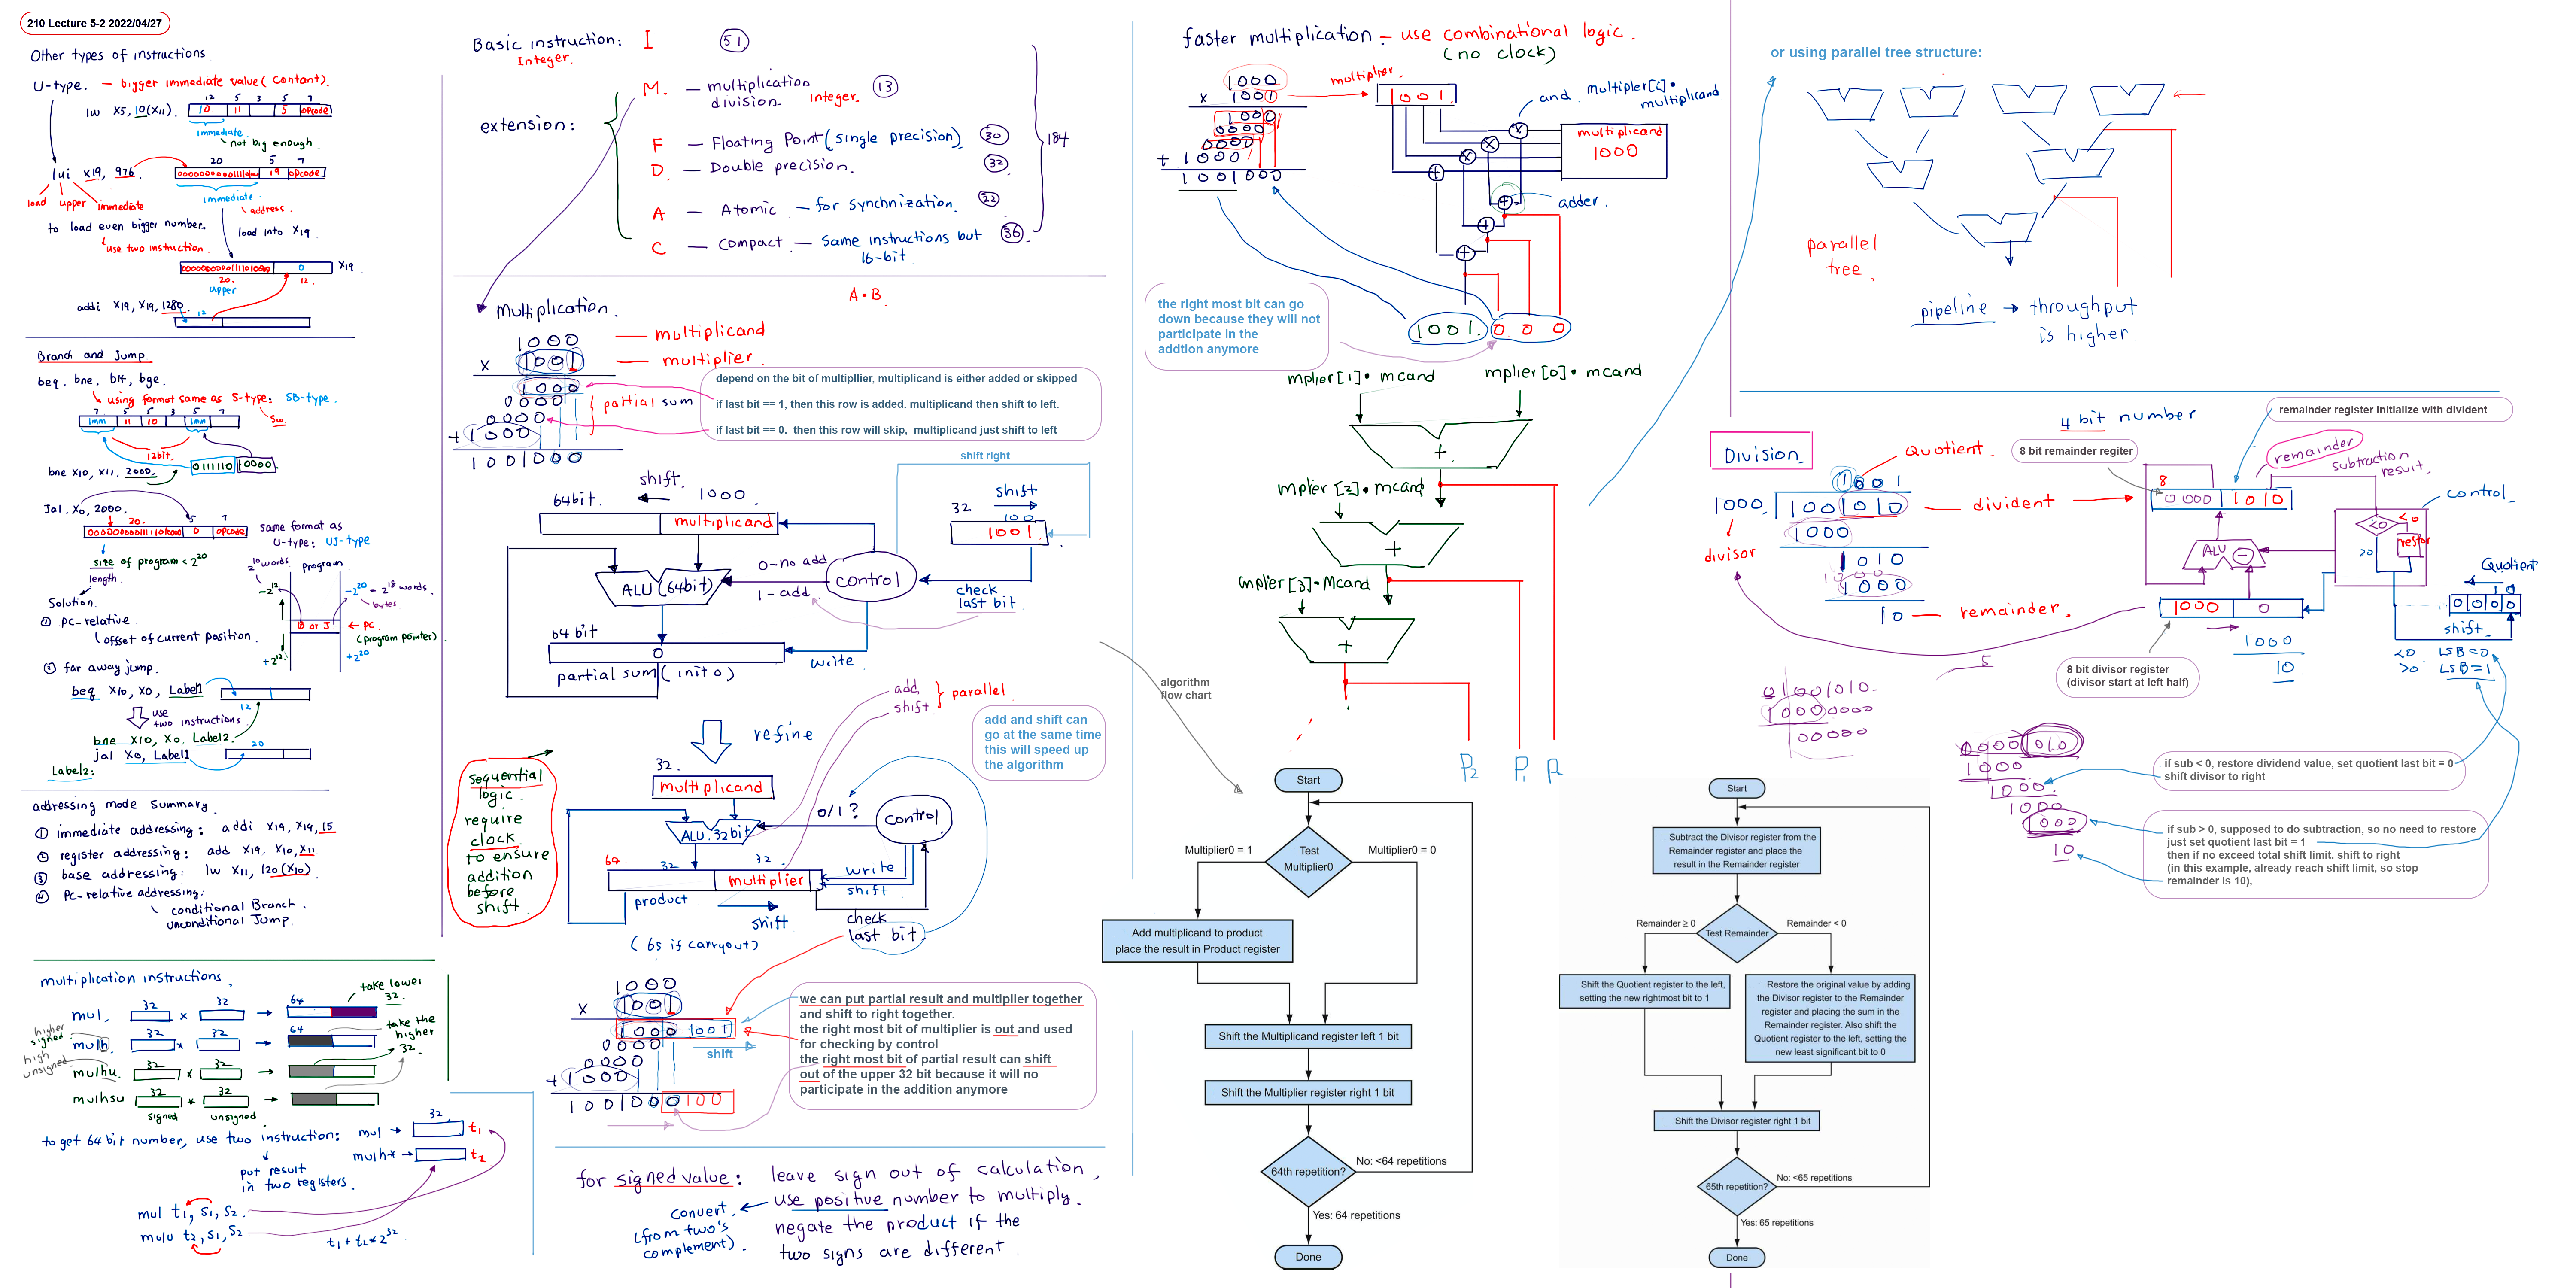 210 Lecture 5-2 2022/04/27
Other types of instructions
U-type. — bigger immediate value ( contant).
12 5 3 5 7
lw x5, 10(x11) 10 11 5 opcode
immediate
not big enough
20 5 7
lui x19, 976. 19 opcode
load upper immediate
immediate
address.
to load even bigger number.
use two instruction.
load into x19
0 x19
20. 12
upper
addi x19, x19, 1280
12
Branch and Jump
beq. bne. blt, bge.
using format same as S-type: SB-type.
sw
7 5 5 3 5 7
imm 11 10 imm
12bit.
bne x10, x11, 2000 011110 10000
Jal. x0, 2000.
20. 5 7
0 opcode
same format as
U-type: UJ-type
size of program < 2^20
length
2^10 words program
-2^12 -2^20 = 2^18 words.
bytes
Solution.
① PC-relative
offset of current position
B or J ← PC
(program pointer)
+2^12 +2^20
② far away jump.
beq x10, x0, Label1
12
use
two instructions
bne x10, x0. Label2.
jal x0, Label1
20
Label2:
addressing mode summary.
① immediate addressing: addi x19, x19, 15
② register addressing: add x19, x10, x11
③ base addressing: lw x11, 120(x10)
④ PC-relative addressing:
conditional Branch.
unconditional Jump
multiplication instructions
take lower
32.
mul, 32 x 32 → 64
higher
signed
mulh. 32 x 32 → 64
take the
higher
32.
high
unsigned
mulhu. 32 x 32 →
mulhsu 32 * 32 →
signed unsigned
to get 64 bit number, use two instruction: mul → 32 t1
mulh* → t2
put result
in two registers.
mul t1, s1, s2.
mulu t2, s1, s2
t1 + t2 * 2^32
Basic instruction: I 51
Integer.
extension:
M. — multiplication
division. integer. 13
F — Floating Point (single precision) 30
D. — Double precision. 32
184
A — Atomic — for synchnization. 22
C — compact — same instructions but
16-bit 36
A · B
Multiplication.
1000 — multiplicand
x 1001 — multiplier
1000
0000
0000
+ 1000
1001000
partial sum
depend on the bit of multipllier, multiplicand is either added or skipped
if last bit == 1, then this row is added. multiplicand then shift to left.
if last bit == 0. then this row will skip, multiplicand just shift to left
shift right
64bit. shift. ← 1000
multiplicand
32 shift
100
1001
ALU (64bit)
0-no add
1-add
control
check
last bit
64 bit
0
write
partial sum (init 0)
add
shift } parallel
refine
add and shift can
go at the same time
this will speed up
the algorithm
sequential
logic.
require
clock
to ensure
addition
before
shift
32.
multiplicand
ALU. 32bit
0/1?
control
64 32 32.
multiplier
write
shift
product
shift
check
last bit
(65 if carryout)
1000
x 1001
1000 1001
0000
0000
+ 1000
1001000 100
shift
we can put partial result and multiplier together
and shift to right together.
the right most bit of multiplier is out and used
for checking by control
the right most bit of partial result can shift
out of the upper 32 bit because it will no
participate in the addition anymore
for signed value: leave sign out of calculation,
use positive number to multiply.
negate the product if the
two signs are different.
convert
(from two's
complement).
faster multiplication — use combinational logic.
(no clock)
1000
x 1001
1000
0000
0000
+ 1000
1001000
multiplier.
1001.
and multipler[i]·
multiplicand
multiplicand
1000
adder.
the right most bit can go
down because they will not
participate in the
addtion anymore
1001. 0 0 0
mplier[1]· mcand mplier[0]· mcand
+
mplier [2]· mcand
+
mplier[3]· Mcand
+
P2 P1
algorithm
flow chart
Start
Test
Multiplier0
Multiplier0 = 1
Multiplier0 = 0
Add multiplicand to product
place the result in Product register
Shift the Multiplicand register left 1 bit
Shift the Multiplier register right 1 bit
64th repetition?
No: <64 repetitions
Yes: 64 repetitions
Done
or using parallel tree structure:
parallel
tree
pipeline → throughput
is higher
Division
4 bit number
remainder register initialize with divident
8 bit remainder regiter
Quotient.
1001
1000. 1001010 — divident
divisor
1000
1010
1000
10 — remainder.
remainder
subtraction
result.
8
0000 1010
control
ALU −
<0
<0
restor
>0
Quotient
0000
shift
1000 0
1000
10
<0 LSB=0
>0 LSB=1
8 bit divisor register
(divisor start at left half)
01001010.
10000000
100000
0000 1010
1000
1000.
1000
1000
10
if sub < 0, restore dividend value, set quotient last bit = 0
shift divisor to right
if sub > 0, supposed to do subtraction, so no need to restore
just set quotient last bit = 1
then if no exceed total shift limit, shift to right
(in this example, already reach shift limit, so stop
remainder is 10),
Start
Subtract the Divisor register from the
Remainder register and place the
result in the Remainder register
Remainder ≥ 0
Remainder < 0
Test Remainder
Shift the Quotient register to the left,
setting the new rightmost bit to 1
Restore the original value by adding
the Divisor register to the Remainder
register and placing the sum in the
Remainder register. Also shift the
Quotient register to the left, setting the
new least significant bit to 0
Shift the Divisor register right 1 bit
65th repetition?
No: <65 repetitions
Yes: 65 repetitions
Done